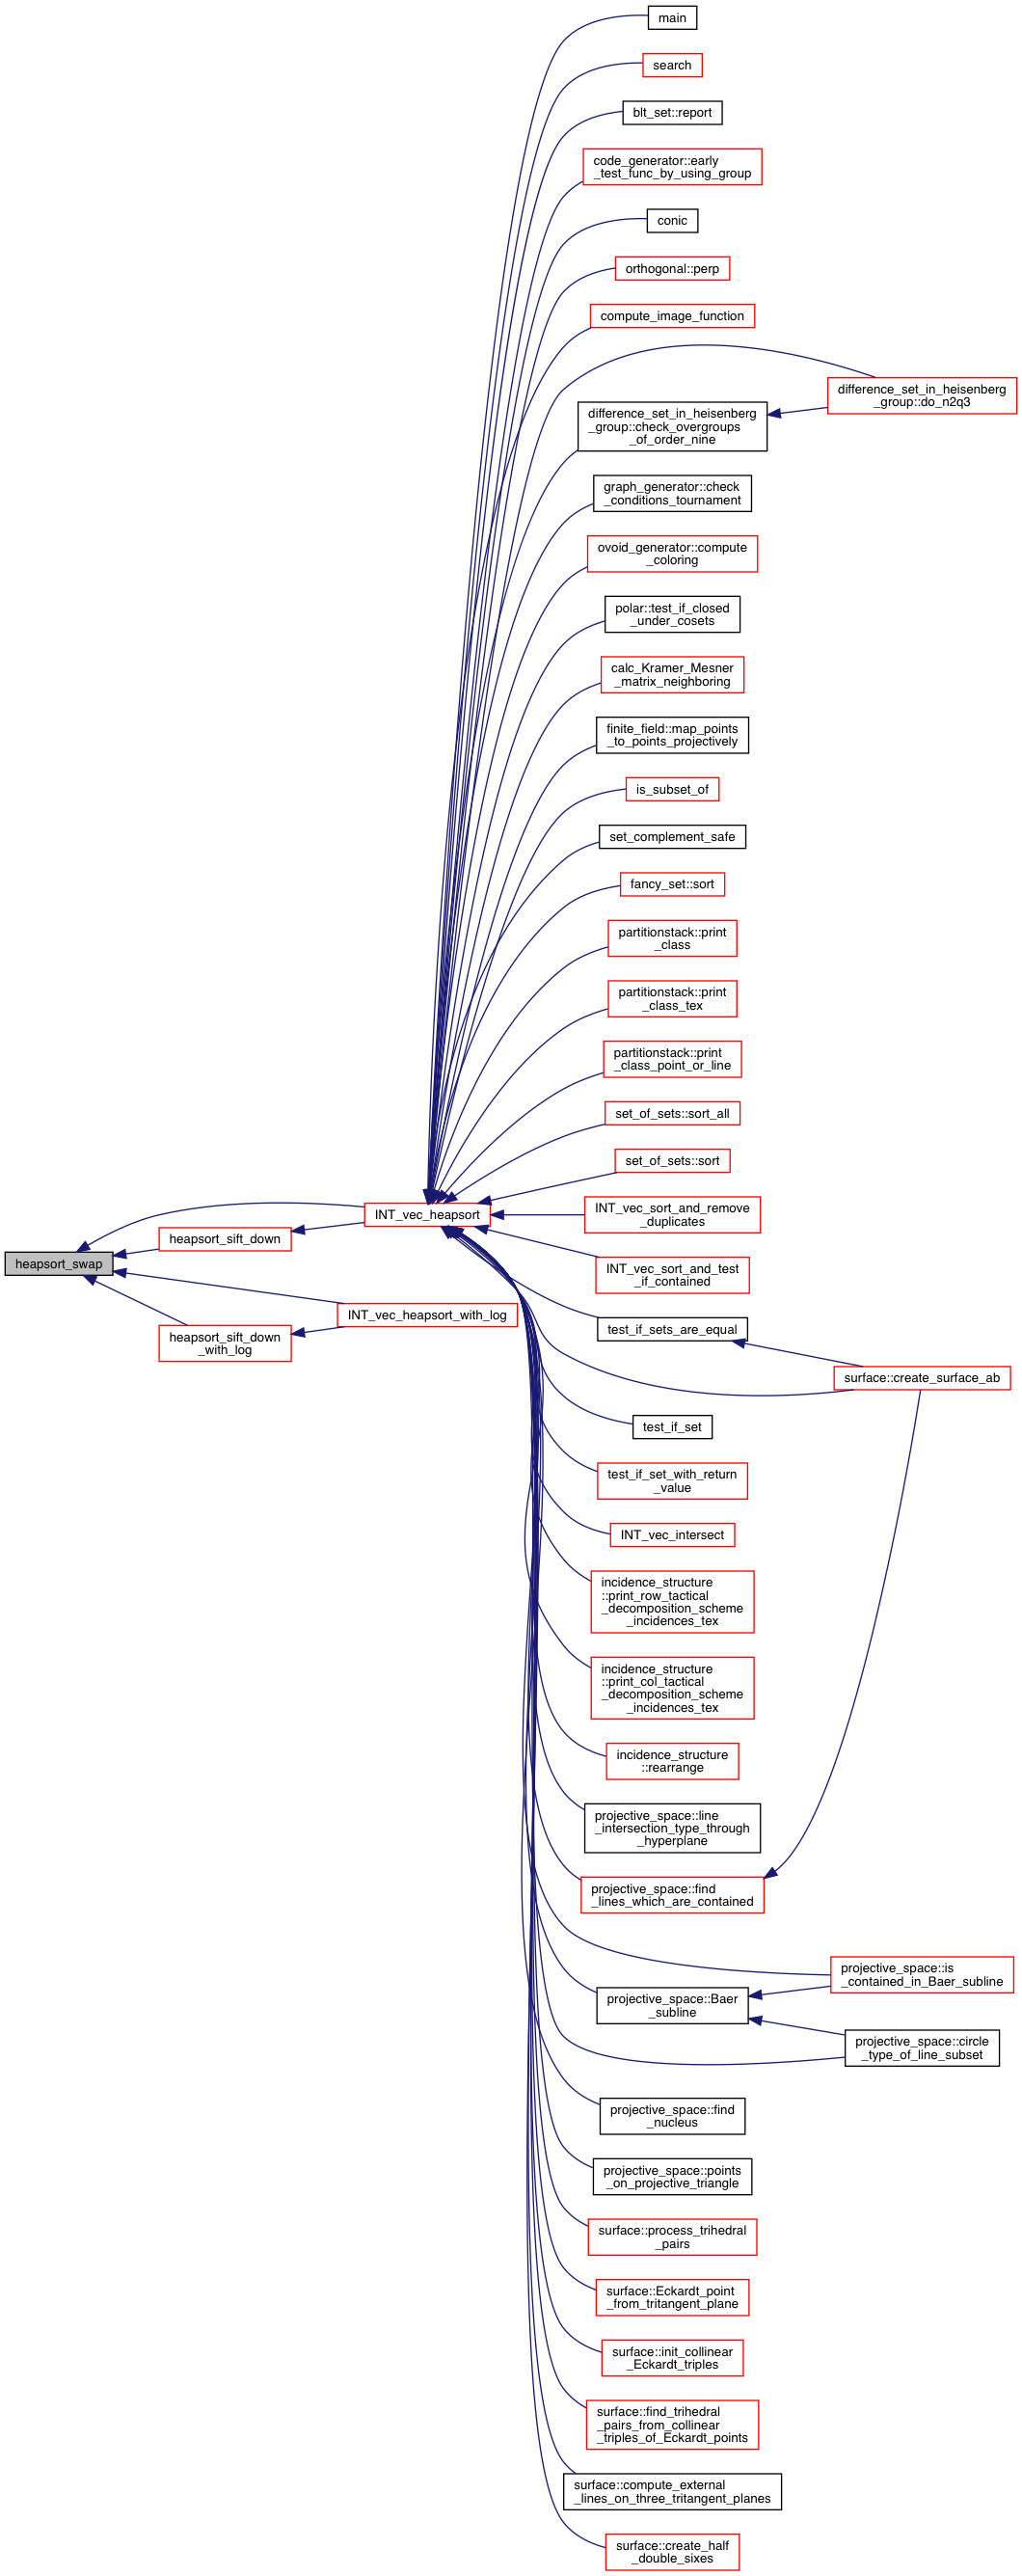 main
search
blt_set::report
code_generator::early
_test_func_by_using_group
conic
orthogonal::perp
compute_image_function
difference_set_in_heisenberg
_group::do_n2q3
difference_set_in_heisenberg
_group::check_overgroups
_of_order_nine
graph_generator::check
_conditions_tournament
ovoid_generator::compute
_coloring
polar::test_if_closed
_under_cosets
calc_Kramer_Mesner
_matrix_neighboring
finite_field::map_points
_to_points_projectively
is_subset_of
set_complement_safe
fancy_set::sort
partitionstack::print
_class
partitionstack::print
_class_tex
partitionstack::print
_class_point_or_line
set_of_sets::sort_all
set_of_sets::sort
INT_vec_heapsort
INT_vec_sort_and_remove
_duplicates
heapsort_sift_down
heapsort_swap
INT_vec_sort_and_test
_if_contained
INT_vec_heapsort_with_log
heapsort_sift_down
_with_log
test_if_sets_are_equal
surface::create_surface_ab
test_if_set
test_if_set_with_return
_value
INT_vec_intersect
incidence_structure
::print_row_tactical
_decomposition_scheme
_incidences_tex
incidence_structure
::print_col_tactical
_decomposition_scheme
_incidences_tex
incidence_structure
::rearrange
projective_space::line
_intersection_type_through
_hyperplane
projective_space::find
_lines_which_are_contained
projective_space::is
_contained_in_Baer_subline
projective_space::Baer
_subline
projective_space::circle
_type_of_line_subset
projective_space::find
_nucleus
projective_space::points
_on_projective_triangle
surface::process_trihedral
_pairs
surface::Eckardt_point
_from_tritangent_plane
surface::init_collinear
_Eckardt_triples
surface::find_trihedral
_pairs_from_collinear
_triples_of_Eckardt_points
surface::compute_external
_lines_on_three_tritangent_planes
surface::create_half
_double_sixes